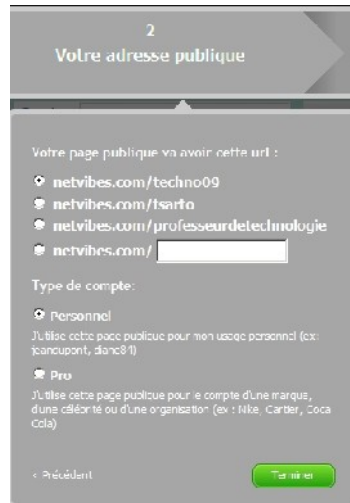 2
Votre adresse publique
Votre page publique va avoir cette url :
netvibes.com/techno09
netvibes.com/tsarto
netvibes.com/professeurdetechnologie
netvibes.com/
Type de compte:
Personnel
J'utilise cette page publique pour mon usage personnel (ex:
jeandupont, diane84)
Pro
J'utilise cette page publique pour le compte d'une marque,
d'une célébrité ou d'une organisation (ex : Nike, Cartier, Coca
Cola)
< Précédent
Terminer